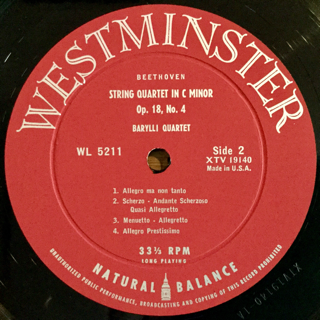 WESTMINSTER
BEETHOVEN
STRING QUARTET IN C MINOR
Op. 18, No. 4
BARYLLI QUARTET
WL 5211
Side 2
XTV 19140
Made in U.S.A.
1. Allegro ma non tanto
2. Scherzo - Andante Scherzoso
Quasi Allegretto
3. Menuetto - Allegretto
4. Allegro Prestissimo
33⅓ RPM
LONG PLAYING
NATURAL BALANCE
UNAUTHORIZED PUBLIC PERFORMANCE, BROADCASTING AND COPYING OF THIS RECORD PROHIBITED